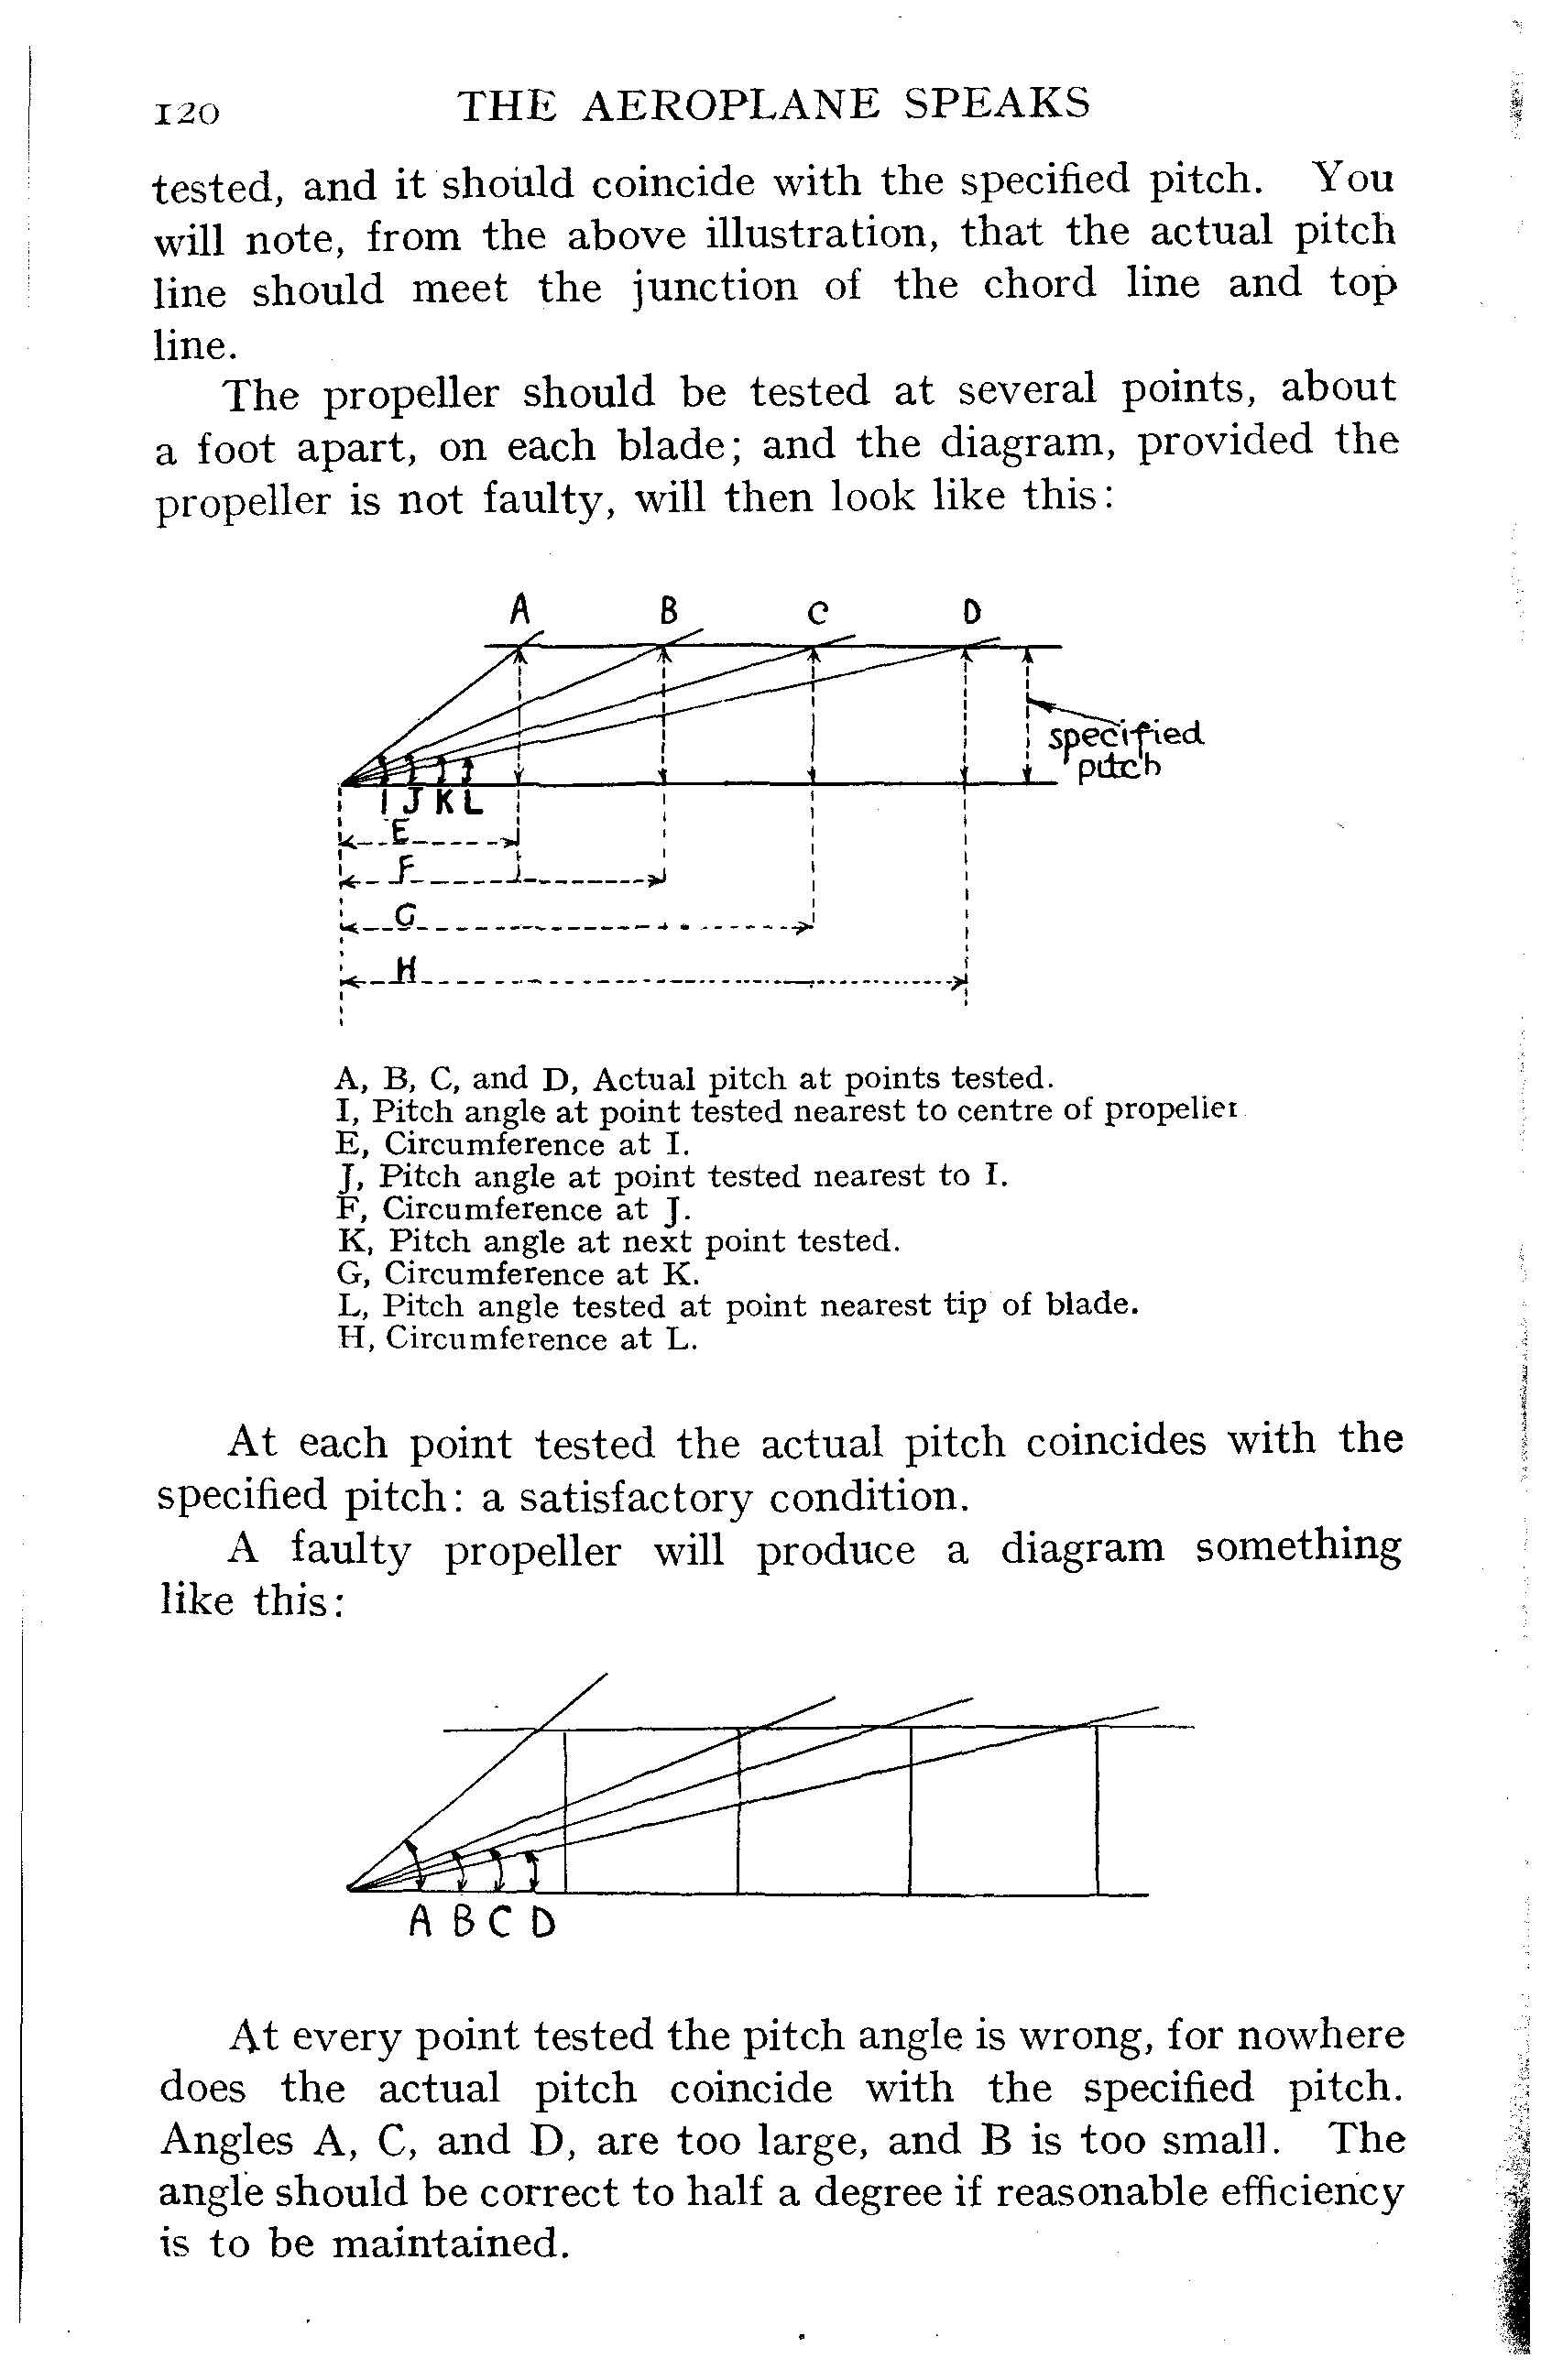 120 THE AEROPLANE SPEAKS
tested, and it should coincide with the specified pitch. You
will note, from the above illustration, that the actual pitch
line should meet the junction of the chord line and top
line.
The propeller should be tested at several points, about
a foot apart, on each blade; and the diagram, provided the
propeller is not faulty, will then look like this:
A B C D
specified
pitch
I J K L
E
F
G
H
A, B, C, and D, Actual pitch at points tested.
I, Pitch angle at point tested nearest to centre of propeller
E, Circumference at I.
J, Pitch angle at point tested nearest to I.
F, Circumference at J.
K, Pitch angle at next point tested.
G, Circumference at K.
L, Pitch angle tested at point nearest tip of blade.
H, Circumference at L.
At each point tested the actual pitch coincides with the
specified pitch: a satisfactory condition.
A faulty propeller will produce a diagram something
like this:
A B C D
At every point tested the pitch angle is wrong, for nowhere
does the actual pitch coincide with the specified pitch.
Angles A, C, and D, are too large, and B is too small. The
angle should be correct to half a degree if reasonable efficiency
is to be maintained.